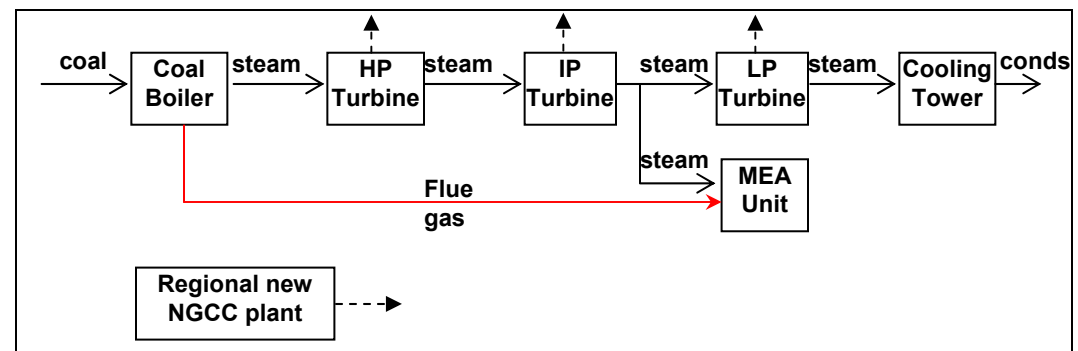 coal
Coal
Boiler
steam
HP
Turbine
steam
IP
Turbine
steam
LP
Turbine
steam
Cooling
Tower
conds
steam
MEA
Unit
Flue
gas
Regional new
NGCC plant